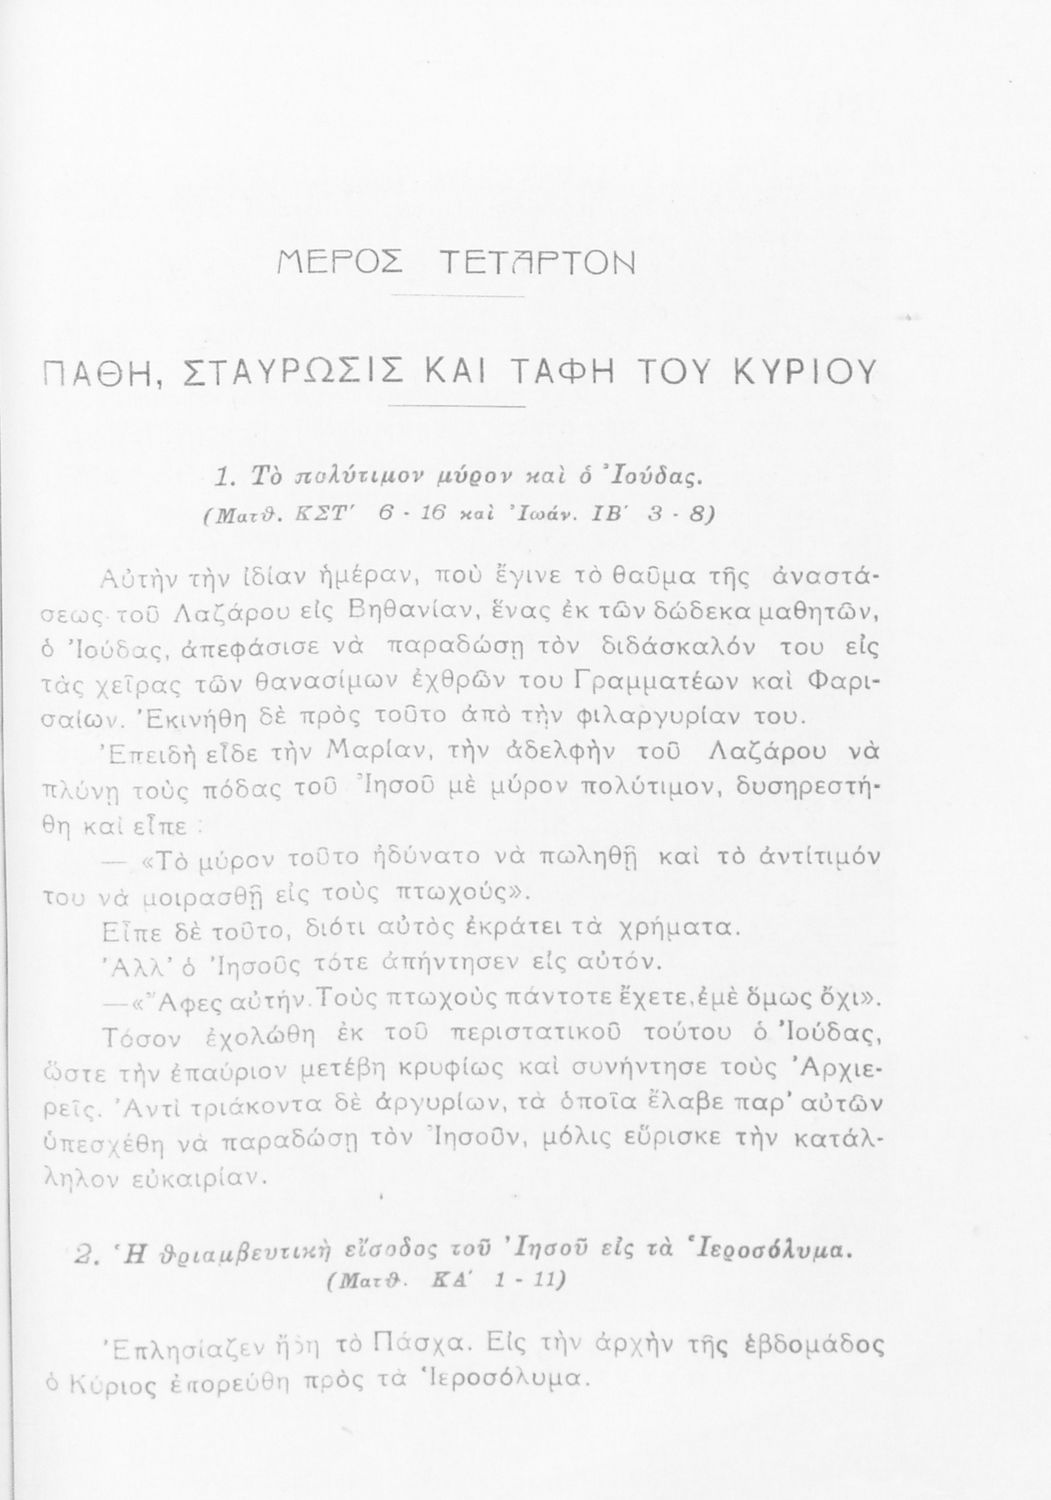 ΜΕΡΟΣ ΤΕΤΑΡΤΟΝ
ΠΑΘΗ, ΣΤΑΥΡΩΣΙΣ ΚΑΙ ΤΑΦΗ ΤΟΥ ΚΥΡΙΟΥ
1. Τὸ πολύτιμον μύρον καὶ ὁ Ἰούδας.
(Ματθ. ΚΣΤ΄ 6 - 16 καὶ Ἰωάν. ΙΒ΄ 3 - 8)
Αὐτὴν τὴν ἰδίαν ἡμέραν, ποὺ ἔγινε τὸ θαῦμα τῆς ἀναστά-
σεως τοῦ Λαζάρου εἰς Βηθανίαν, ἕνας ἐκ τῶν δώδεκα μαθητῶν,
ὁ Ἰούδας, ἀπεφάσισε νὰ παραδώσῃ τὸν διδάσκαλόν του εἰς
τὰς χεῖρας τῶν θανασίμων ἐχθρῶν του Γραμματέων καὶ Φαρι-
σαίων. Ἐκινήθη δὲ πρὸς τοῦτο ἀπὸ τὴν φιλαργυρίαν του.
Ἐπειδὴ εἶδε τὴν Μαρίαν, τὴν ἀδελφὴν τοῦ Λαζάρου νὰ
πλύνῃ τοὺς πόδας τοῦ Ἰησοῦ μὲ μύρον πολύτιμον, δυσηρεστή-
θη καὶ εἶπε :
— «Τὸ μύρον τοῦτο ἠδύνατο νὰ πωληθῇ καὶ τὸ ἀντίτιμόν
του νὰ μοιρασθῇ εἰς τοὺς πτωχούς».
Εἶπε δὲ τοῦτο, διότι αὐτὸς ἐκράτει τὰ χρήματα.
Ἀλλ' ὁ Ἰησοῦς τότε ἀπήντησεν εἰς αὐτόν.
—«Ἄφες αὐτήν. Τοὺς πτωχοὺς πάντοτε ἔχετε, ἐμὲ ὅμως ὄχι».
Τόσον ἐχολώθη ἐκ τοῦ περιστατικοῦ τούτου ὁ Ἰούδας,
ὥστε τὴν ἐπαύριον μετέβη κρυφίως καὶ συνήντησε τοὺς Ἀρχιε-
ρεῖς. Ἀντὶ τριάκοντα δὲ ἀργυρίων, τὰ ὁποῖα ἔλαβε παρ' αὐτῶν
ὑπεσχέθη νὰ παραδώσῃ τὸν Ἰησοῦν, μόλις εὕρισκε τὴν κατάλ-
ληλον εὐκαιρίαν.
2. Ἡ θριαμβευτικὴ εἴσοδος τοῦ Ἰησοῦ εἰς τὰ Ἱεροσόλυμα.
(Ματθ. ΚΑ΄ 1 - 11)
Ἐπλησίαζεν ἤδη τὸ Πάσχα. Εἰς τὴν ἀρχὴν τῆς ἑβδομάδος
ὁ Κύριος ἐπορεύθη πρὸς τὰ Ἱεροσόλυμα.